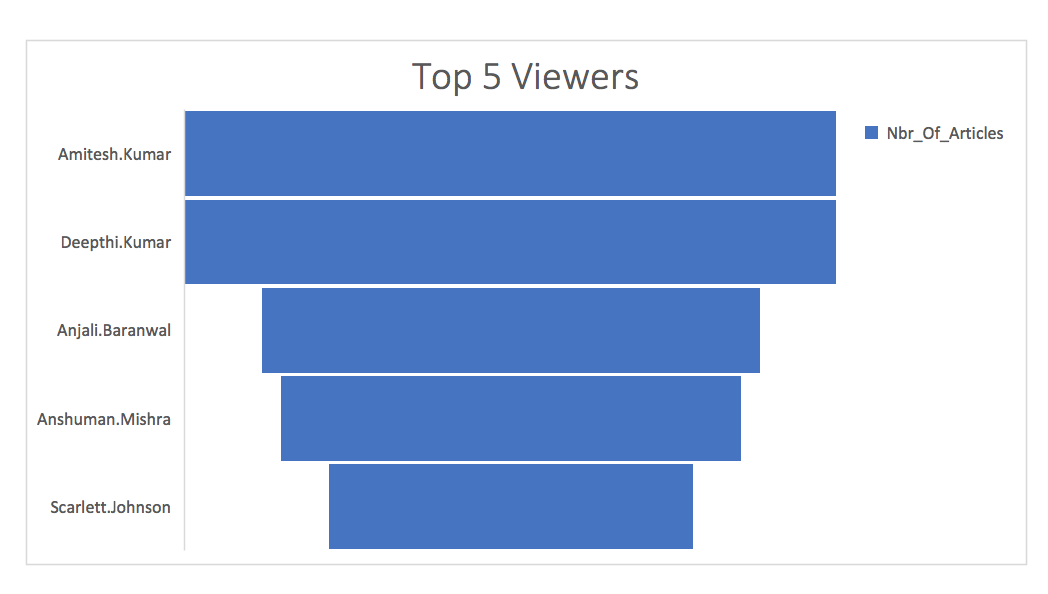 Top 5 Viewers
Nbr_Of_Articles
Amitesh.Kumar
Deepthi.Kumar
Anjali.Baranwal
Anshuman.Mishra
Scarlett.Johnson